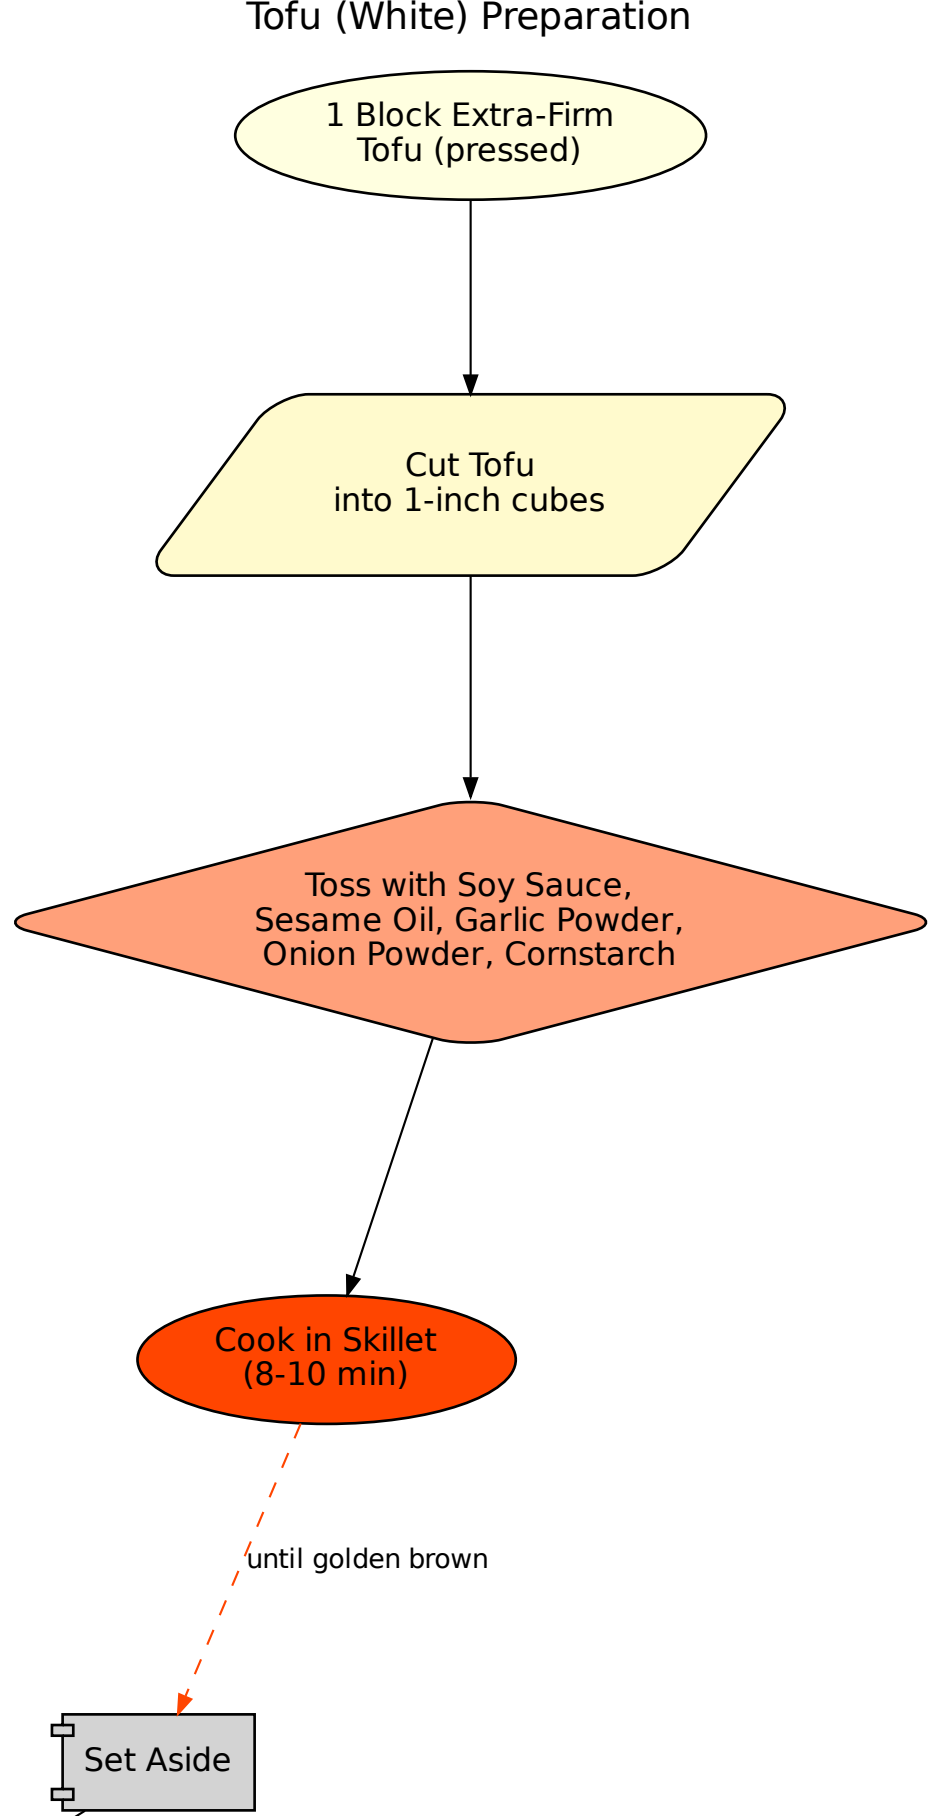 Tofu (White) Preparation
1 Block Extra-Firm
Tofu (pressed)
Cut Tofu
into 1-inch cubes
Toss with Soy Sauce,
Sesame Oil, Garlic Powder,
Onion Powder, Cornstarch
Cook in Skillet
(8-10 min)
until golden brown
Set Aside